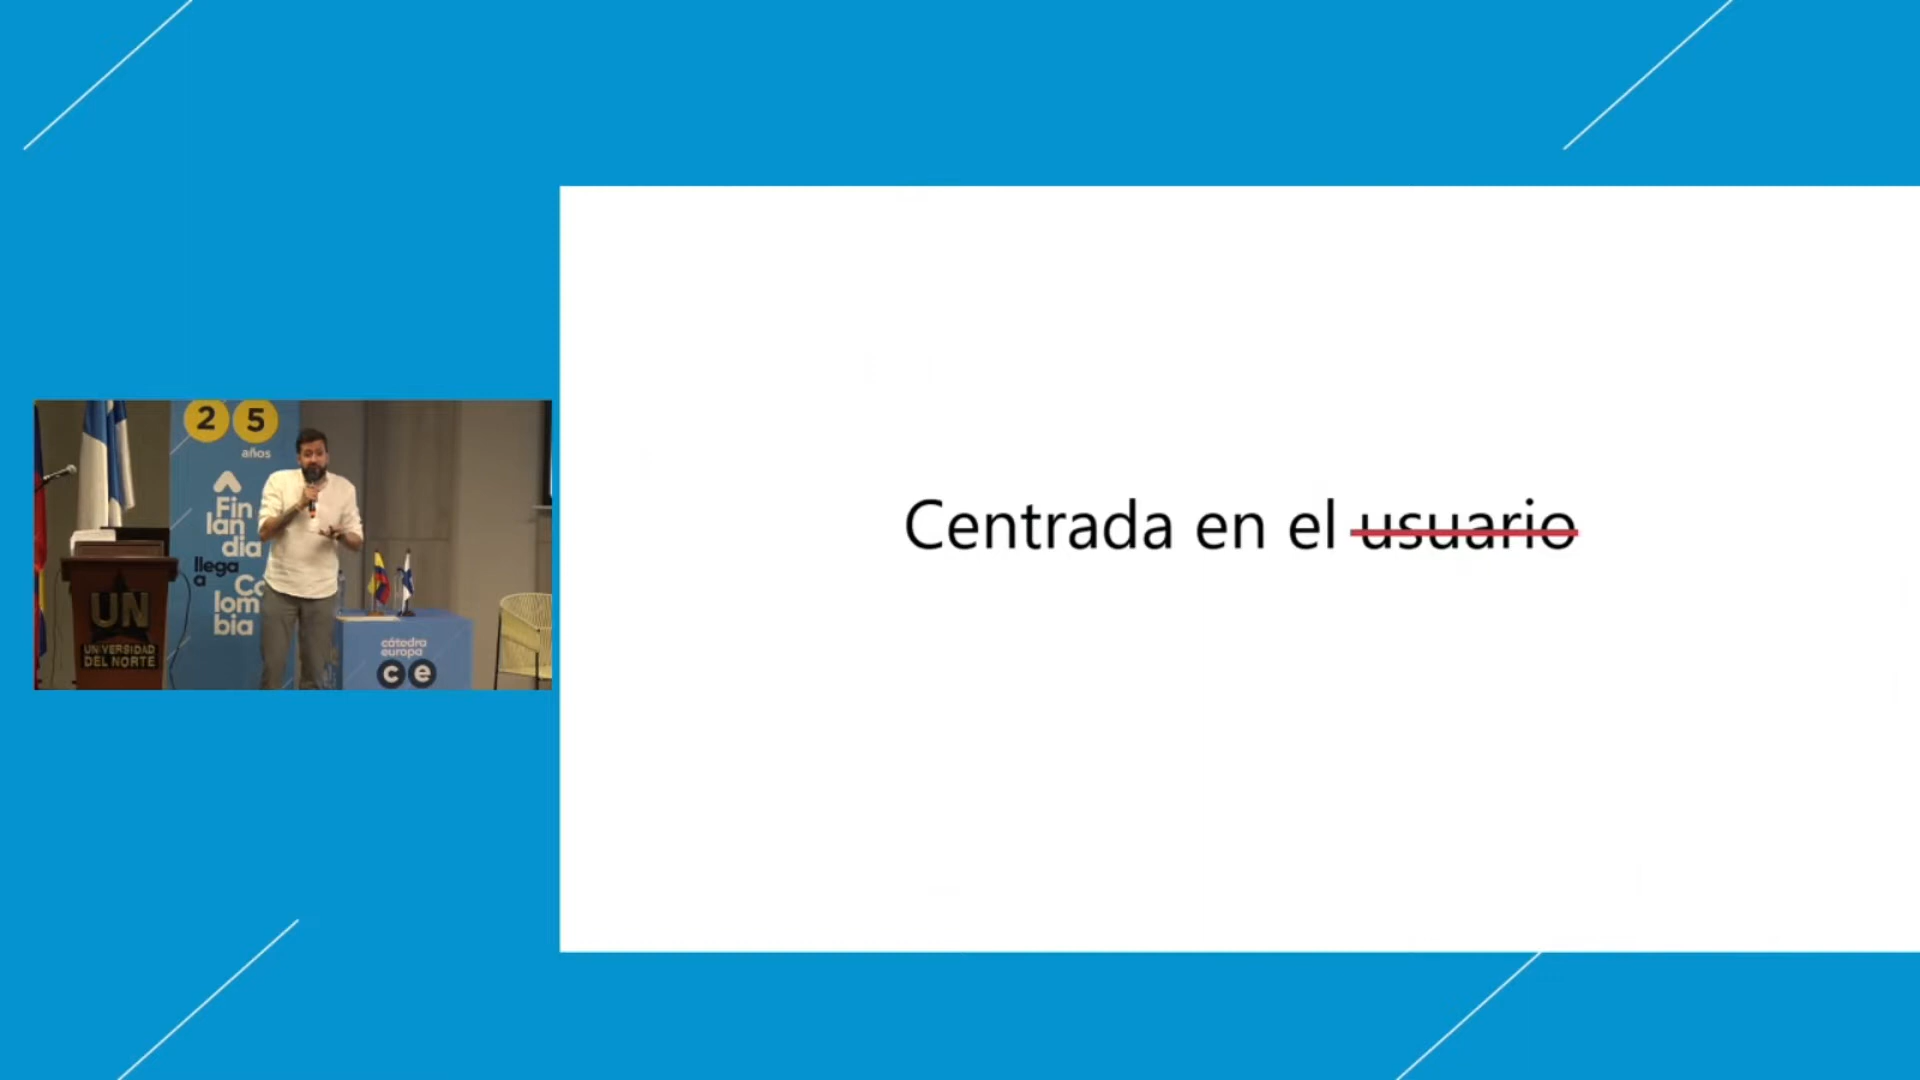 2 5
años
Fin
lan
dia
llega
a
Co
lom
bia
UN
UNIVERSIDAD
DEL NORTE
cátedra
europa
c e
Centrada en el usuario